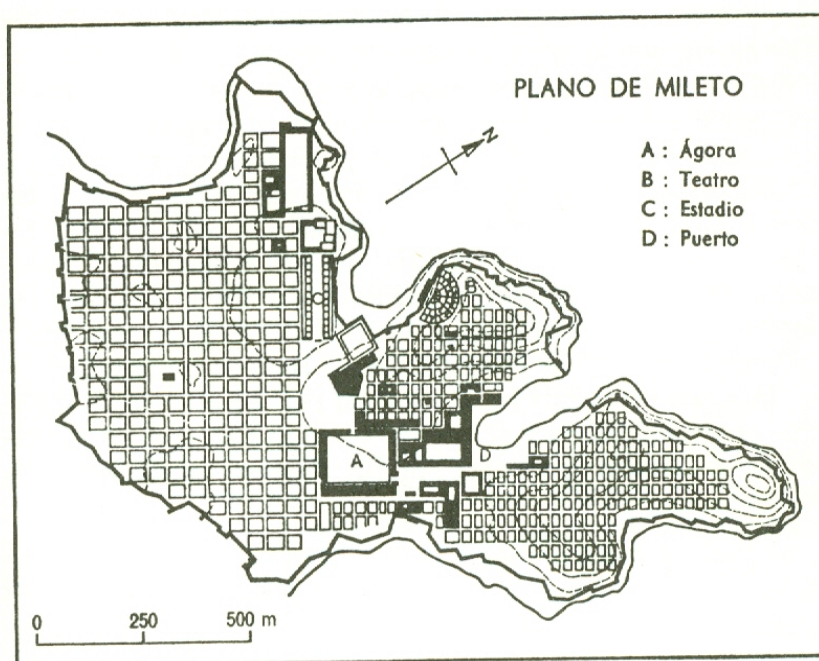 PLANO DE MILETO
N
A : Ágora
B : Teatro
C : Estadio
D : Puerto
B
C
A
D
0 250 500 m